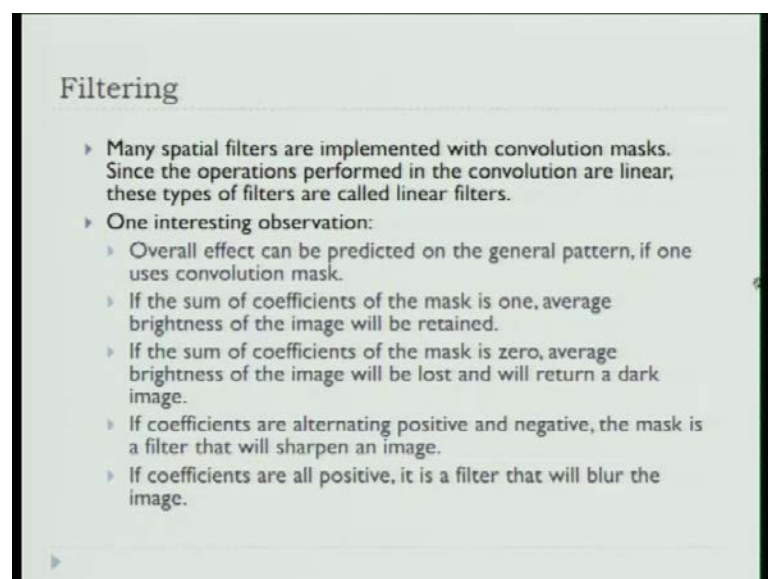 Filtering
Many spatial filters are implemented with convolution masks.
Since the operations performed in the convolution are linear,
these types of filters are called linear filters.
One interesting observation:
Overall effect can be predicted on the general pattern, if one
uses convolution mask.
If the sum of coefficients of the mask is one, average
brightness of the image will be retained.
If the sum of coefficients of the mask is zero, average
brightness of the image will be lost and will return a dark
image.
If coefficients are alternating positive and negative, the mask is
a filter that will sharpen an image.
If coefficients are all positive, it is a filter that will blur the
image.